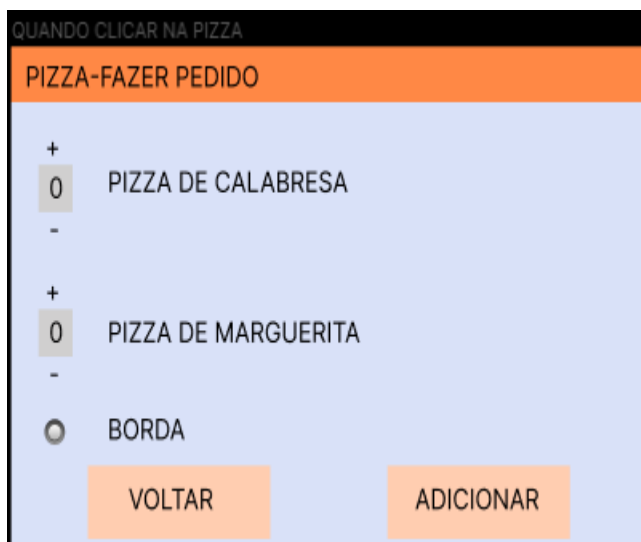 QUANDO CLICAR NA PIZZA
PIZZA-FAZER PEDIDO
+
0 PIZZA DE CALABRESA
-
+
0 PIZZA DE MARGUERITA
-
BORDA
VOLTAR ADICIONAR